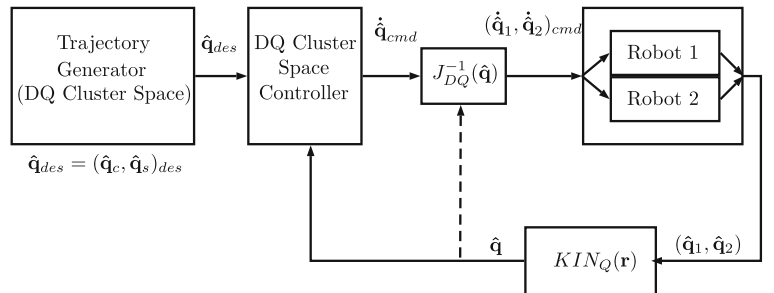 Trajectory
Generator
(DQ Cluster Space)
q̂_des
DQ Cluster
Space
Controller
q̂̇_cmd
J_DQ^−1(q̂)
(q̂̇_1, q̂̇_2)_cmd
Robot 1
Robot 2
q̂_des = (q̂_c, q̂_s)_des
q̂
KIN_Q(r)
(q̂_1, q̂_2)